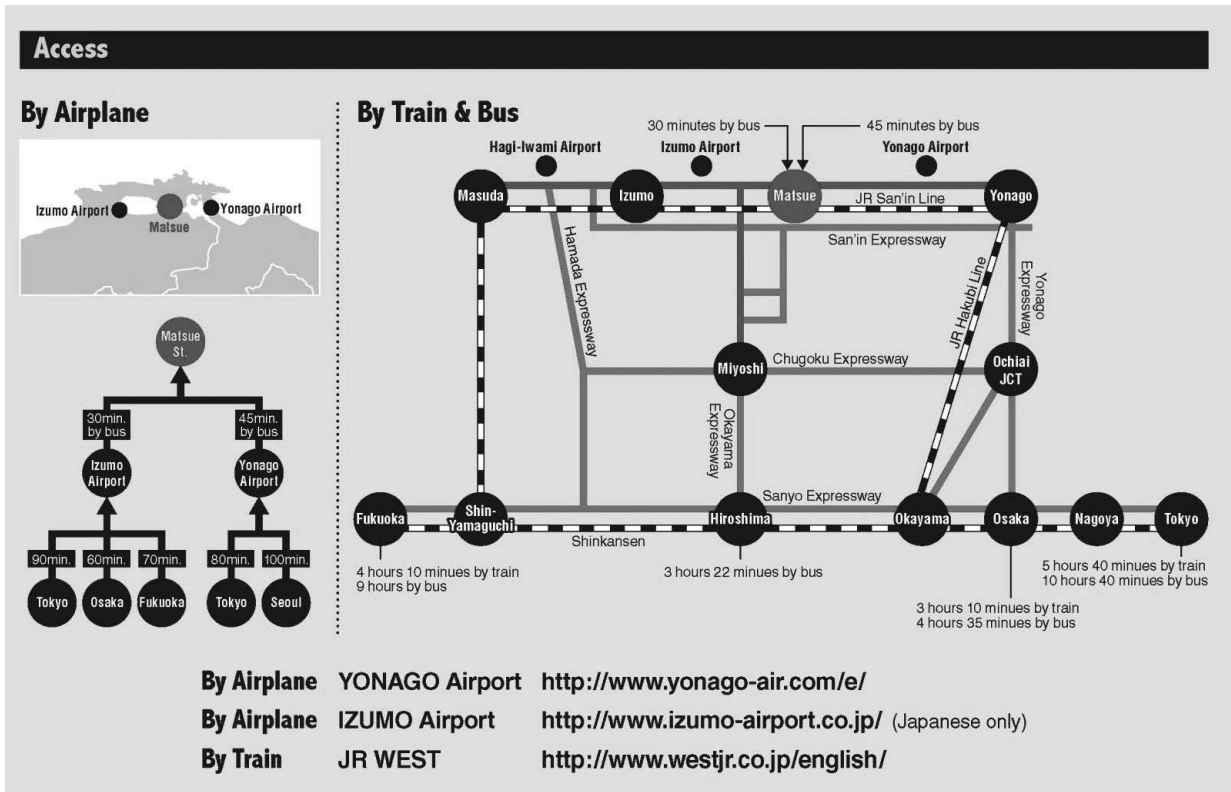 Access
By Airplane
Izumo Airport
Yonago Airport
Matsue
Matsue
St.
30min.
by bus
45min.
by bus
Izumo
Airport
Yonago
Airport
90min.
60min.
70min.
80min.
100min.
Tokyo
Osaka
Fukuoka
Tokyo
Seoul
By Train & Bus
30 minutes by bus
45 minutes by bus
Hagi-Iwami Airport
Izumo Airport
Yonago Airport
Masuda
Izumo
Matsue
JR San'in Line
Yonago
San'in Expressway
Hamada Expressway
JR Hakubi Line
Yonago
Expressway
Miyoshi
Chugoku Expressway
Ochiai
JCT
Okayama
Expressway
Sanyo Expressway
Fukuoka
Shin-
Yamaguchi
Hiroshima
Okayama
Osaka
Nagoya
Tokyo
Shinkansen
4 hours 10 minues by train
9 hours by bus
3 hours 22 minues by bus
5 hours 40 minues by train
10 hours 40 minues by bus
3 hours 10 minues by train
4 hours 35 minues by bus
By Airplane YONAGO Airport http://www.yonago-air.com/e/
By Airplane IZUMO Airport http://www.izumo-airport.co.jp/ (Japanese only)
By Train JR WEST http://www.westjr.co.jp/english/